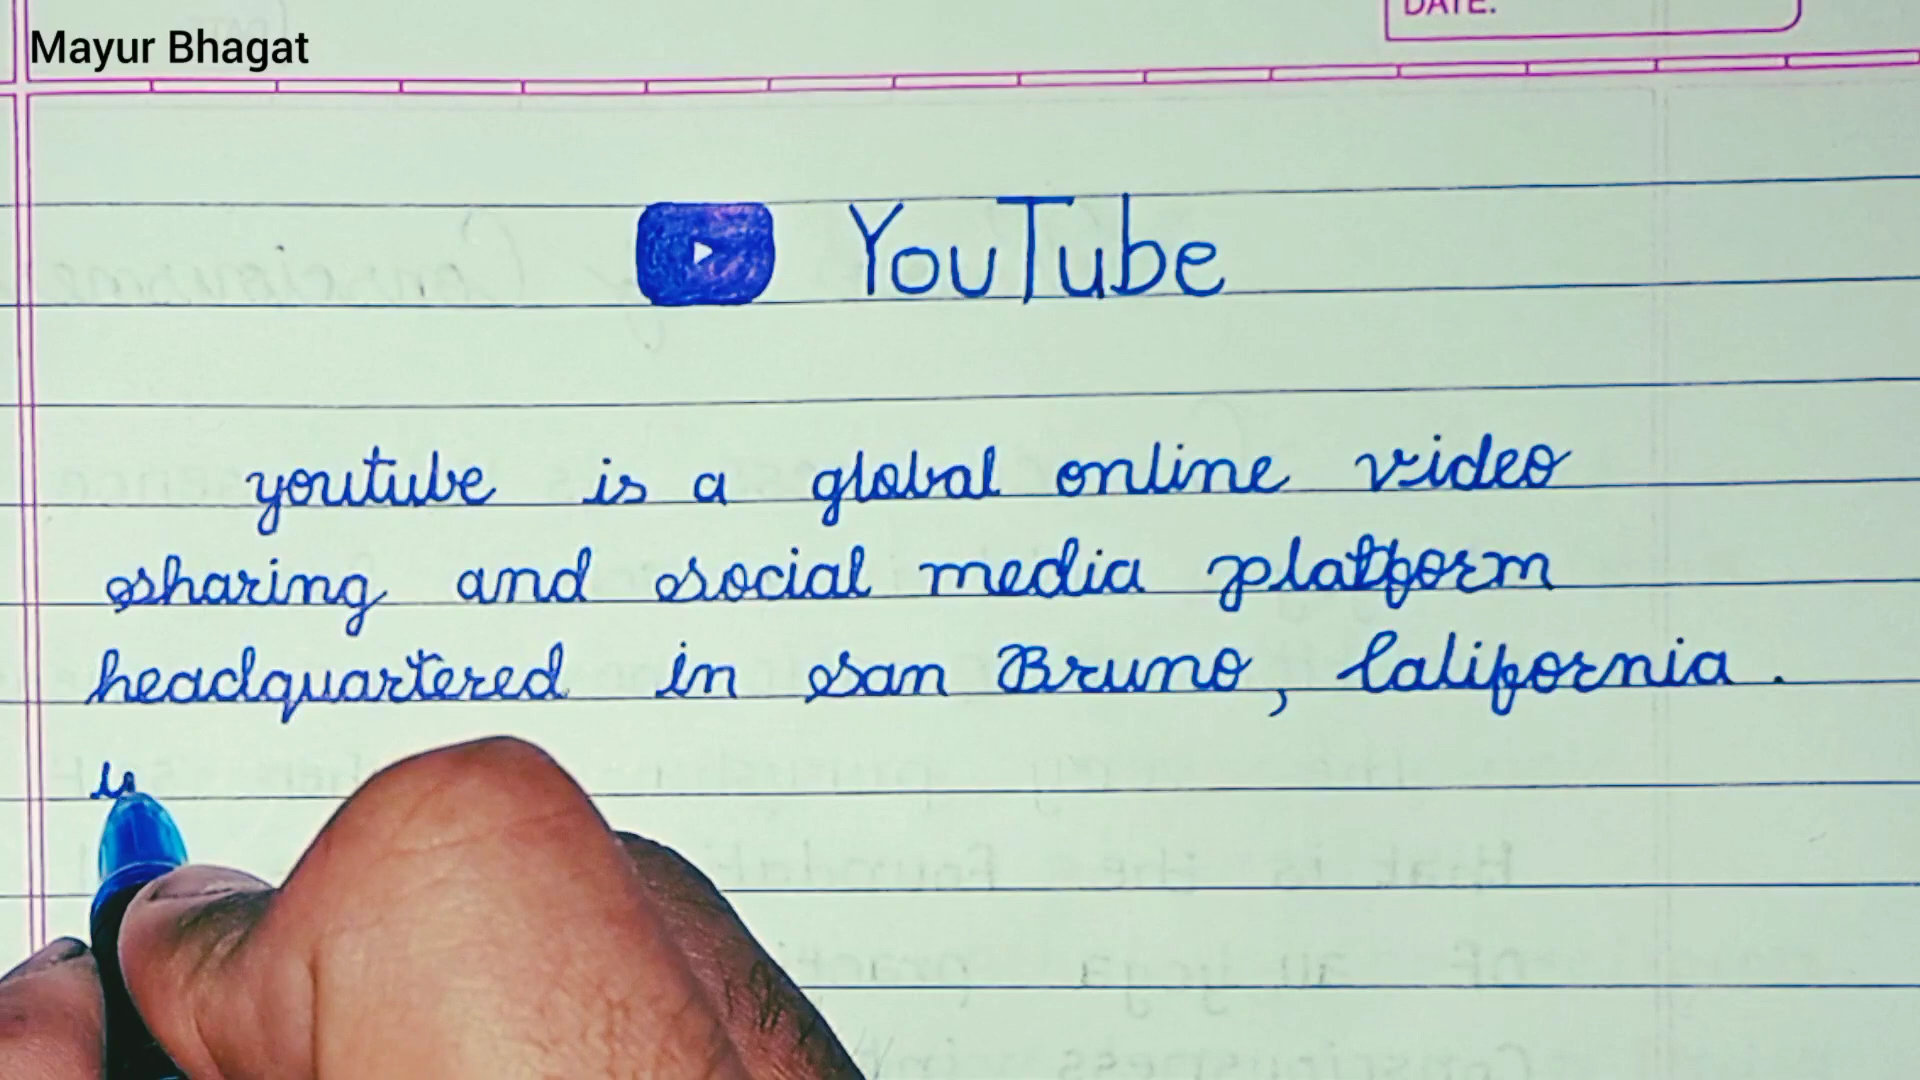 Mayur Bhagat
DATE:
YouTube
youtube is a global online video
sharing and social media platform
headquartered in san Bruno, California.